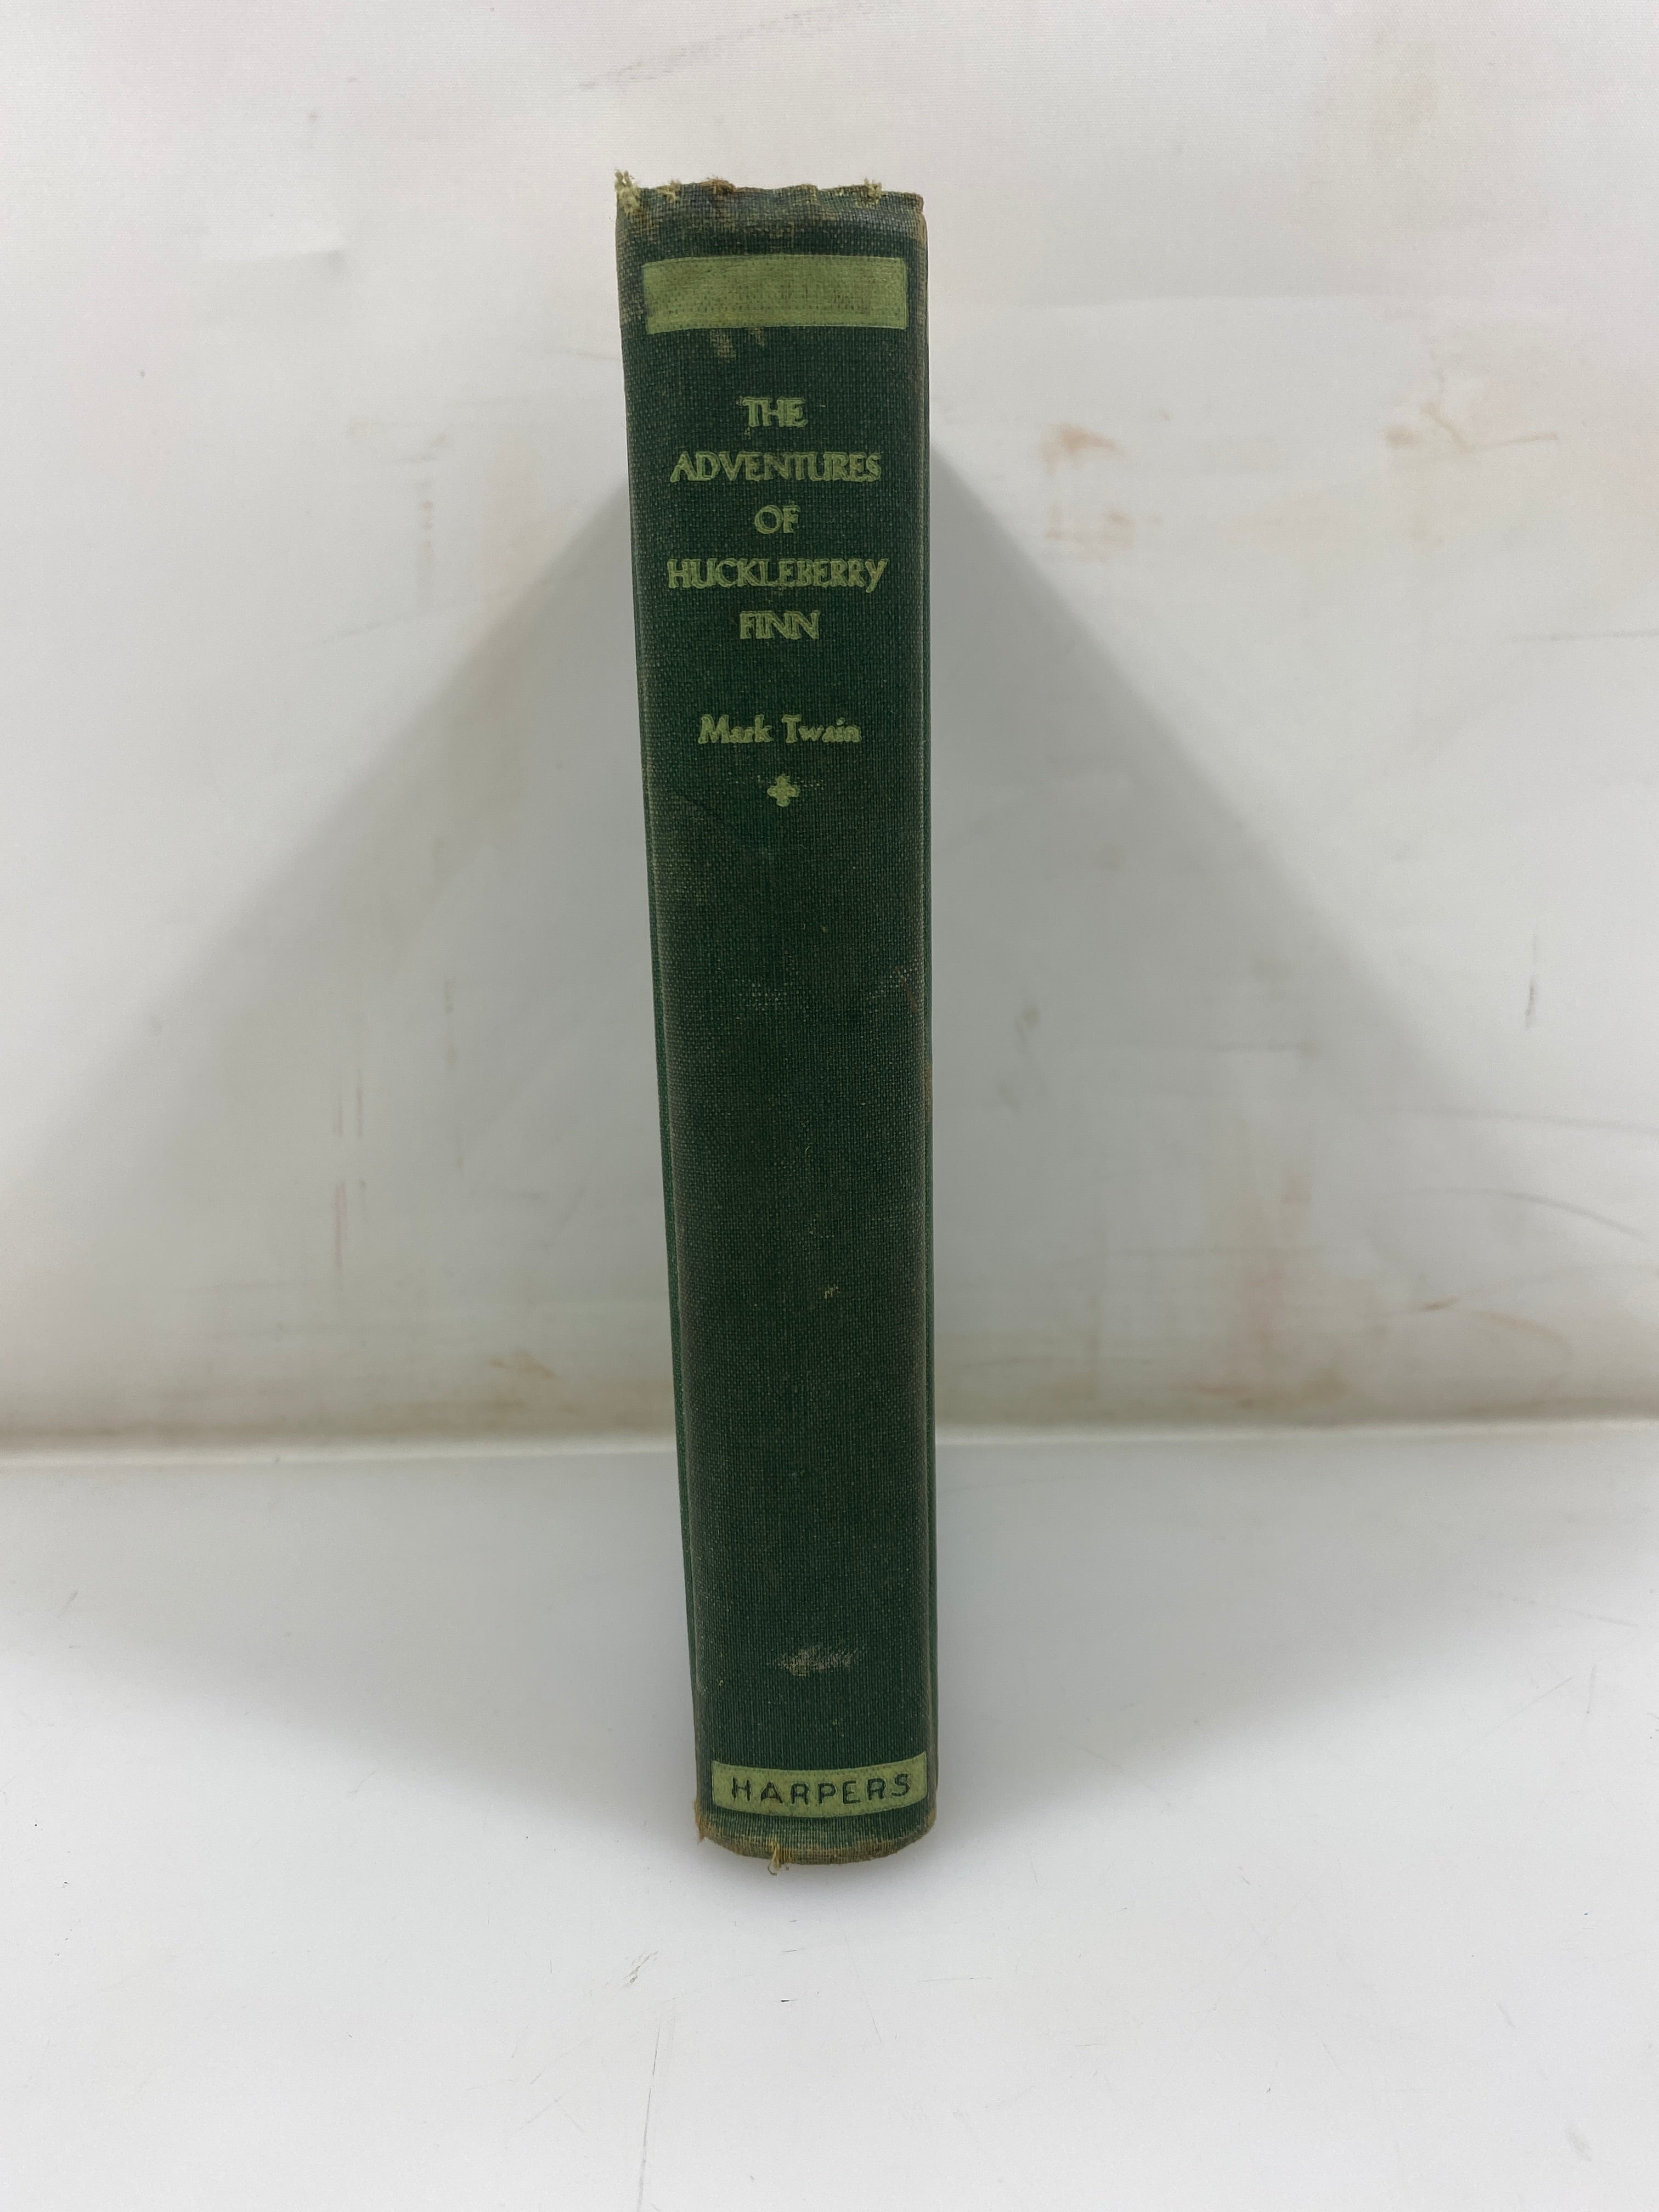 THE
ADVENTURES
OF
HUCKLEBERRY
FINN
Mark Twain
HARPERS